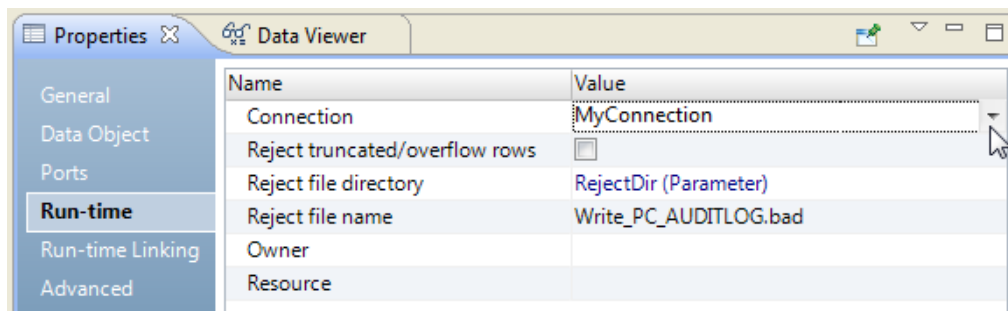 Properties Data Viewer
General
Data Object
Ports
Run-time
Run-time Linking
Advanced
Name Value
Connection MyConnection
Reject truncated/overflow rows
Reject file directory RejectDir (Parameter)
Reject file name Write_PC_AUDITLOG.bad
Owner
Resource